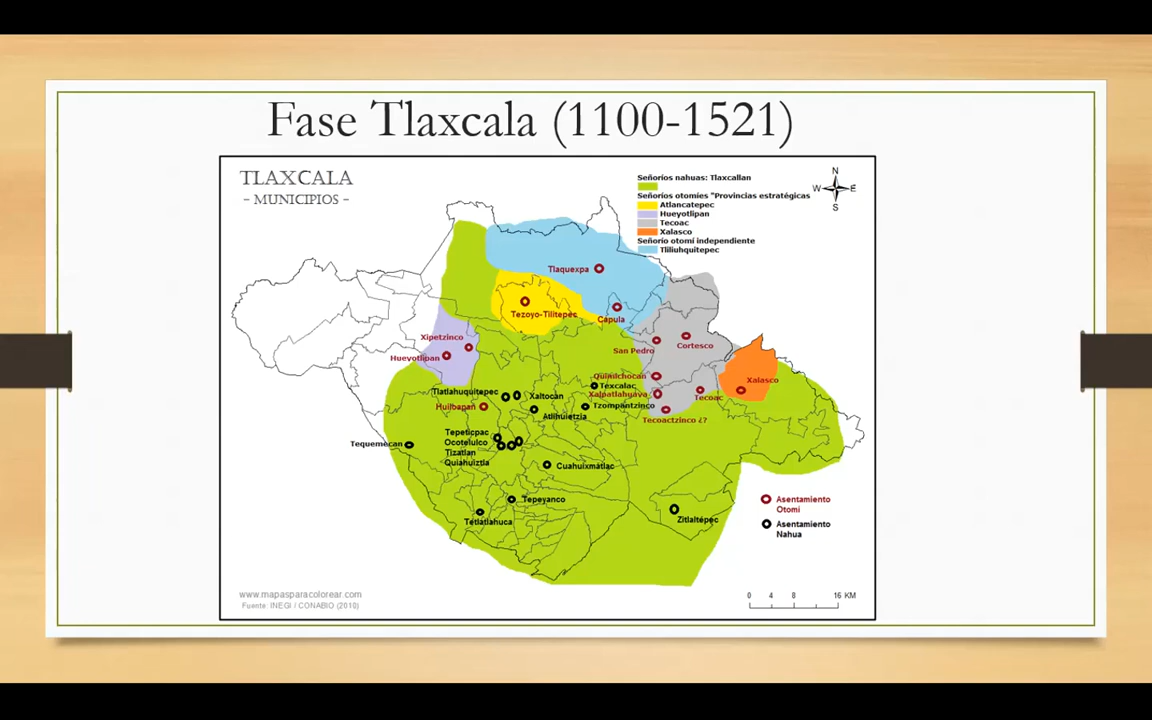 Fase Tlaxcala (1100-1521)
TLAXCALA
- MUNICIPIOS -
Señoríos nahuas: Tlaxcallan
Señoríos otomíes "Provincias estratégicas
Atlancatepec
Hueyotlipan
Tecoac
Xalasco
Señorío otomí independiente
Tliliuhquitepec
N
W
E
S
Tlaquexpa
Tezoyo-Tilitepec
Capula
Xipetzinco
Hueyotlipan
San Pedro
Cortesco
Quimichocan
Texcalac
Xalasco
Tlatlahuquitepec
Xaltocan
Xalpatlahuaya
Tecoac
Huiloapan
Tzompantzinco
Atlihuietzia
Tecoactzinco ¿?
Tequemecan
Tepeticpac
Ocotelulco
Tizatlan
Quiahuiztla
Cuahuixmatlac
Tepeyanco
Tetlatlahuca
Zitlaltépec
Asentamiento
Otomí
Asentamiento
Nahua
www.mapasparacolorear.com
Fuente: INEGI / CONABIO (2010)
0 4 8 16 KM